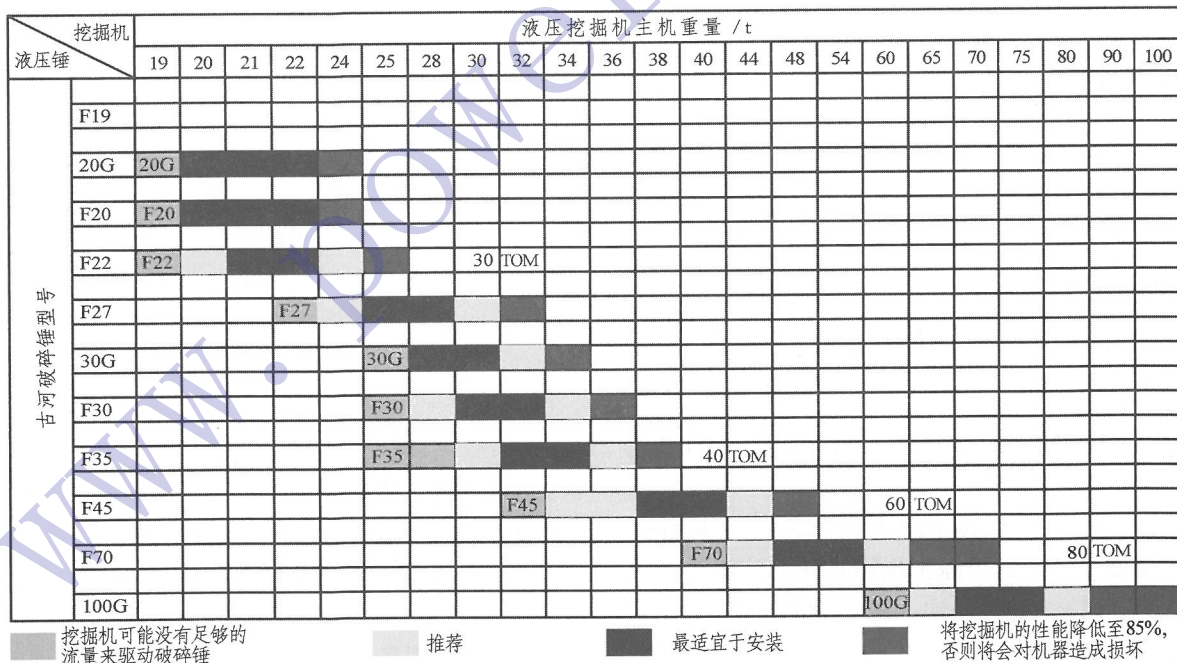 挖掘机
液压锤
液压挖掘机主机重量 /t
19 20 21 22 24 25 28 30 32 34 36 38 40 44 48 54 60 65 70 75 80 90 100
古河破碎锤型号
F19
20G 20G
F20 F20
F22 F22 30 TOM
F27 F27
30G 30G
F30 F30
F35 F35 40 TOM
F45 F45 60 TOM
F70 F70 80 TOM
100G 100G
挖掘机可能没有足够的
流量来驱动破碎锤
推荐
最适宜于安装
将挖掘机的性能降低至85%,
否则将会对机器造成损坏